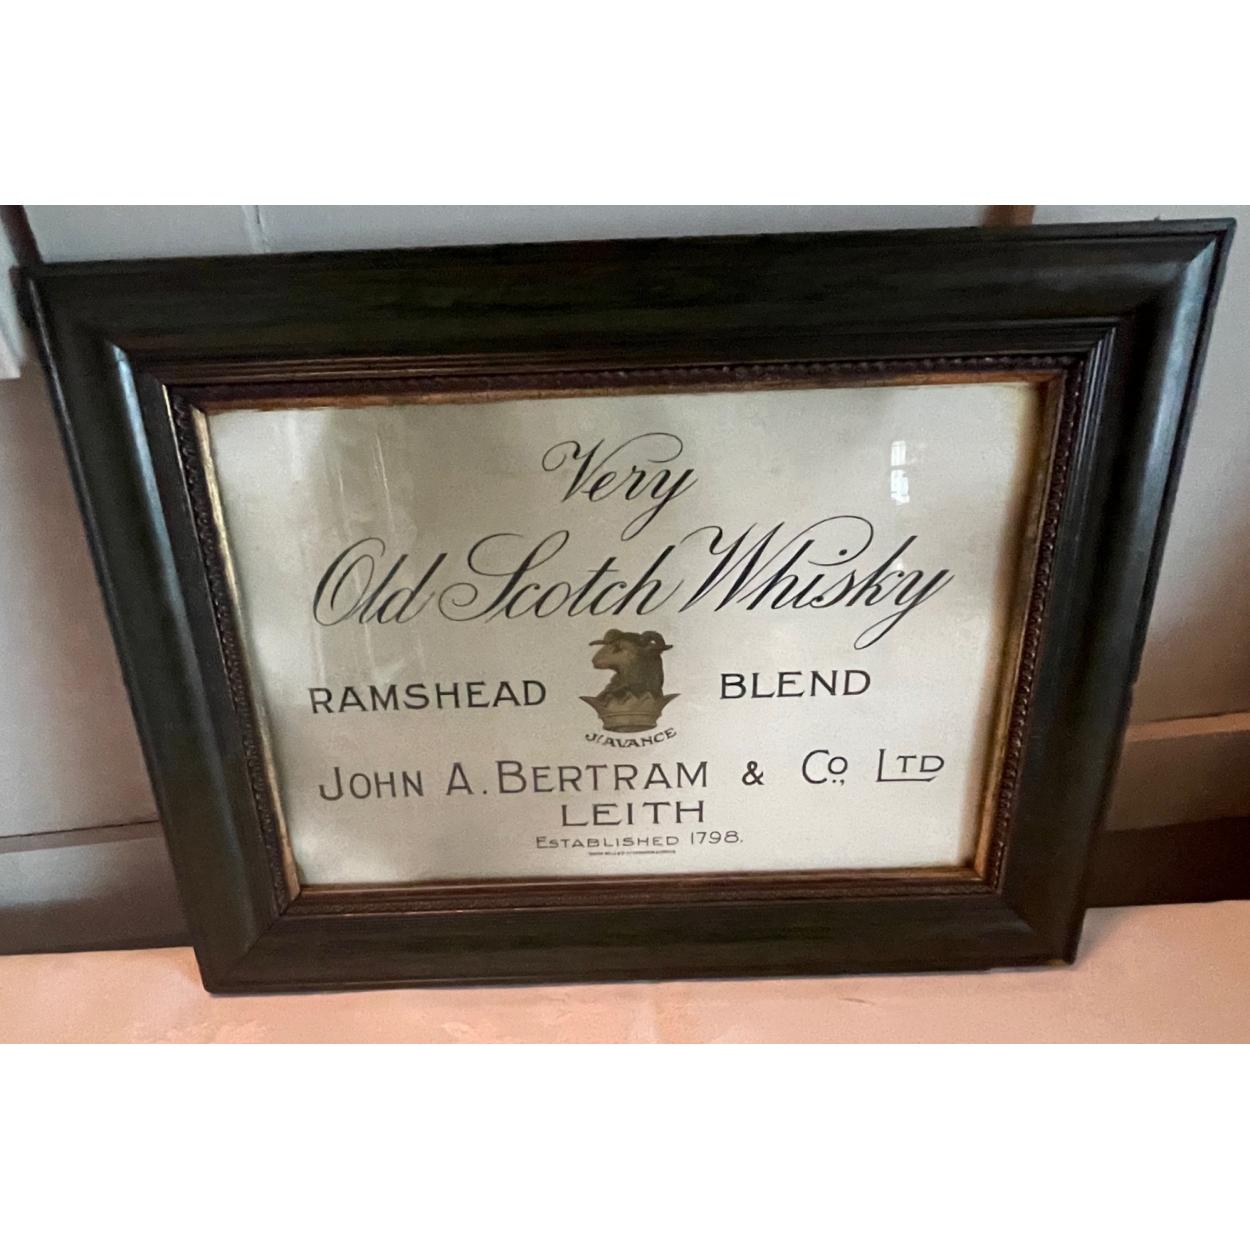 Very
Old Scotch Whisky
RAMSHEAD BLEND
J'AVANCE
JOHN A. BERTRAM & Co., LTD
LEITH
ESTABLISHED 1798.